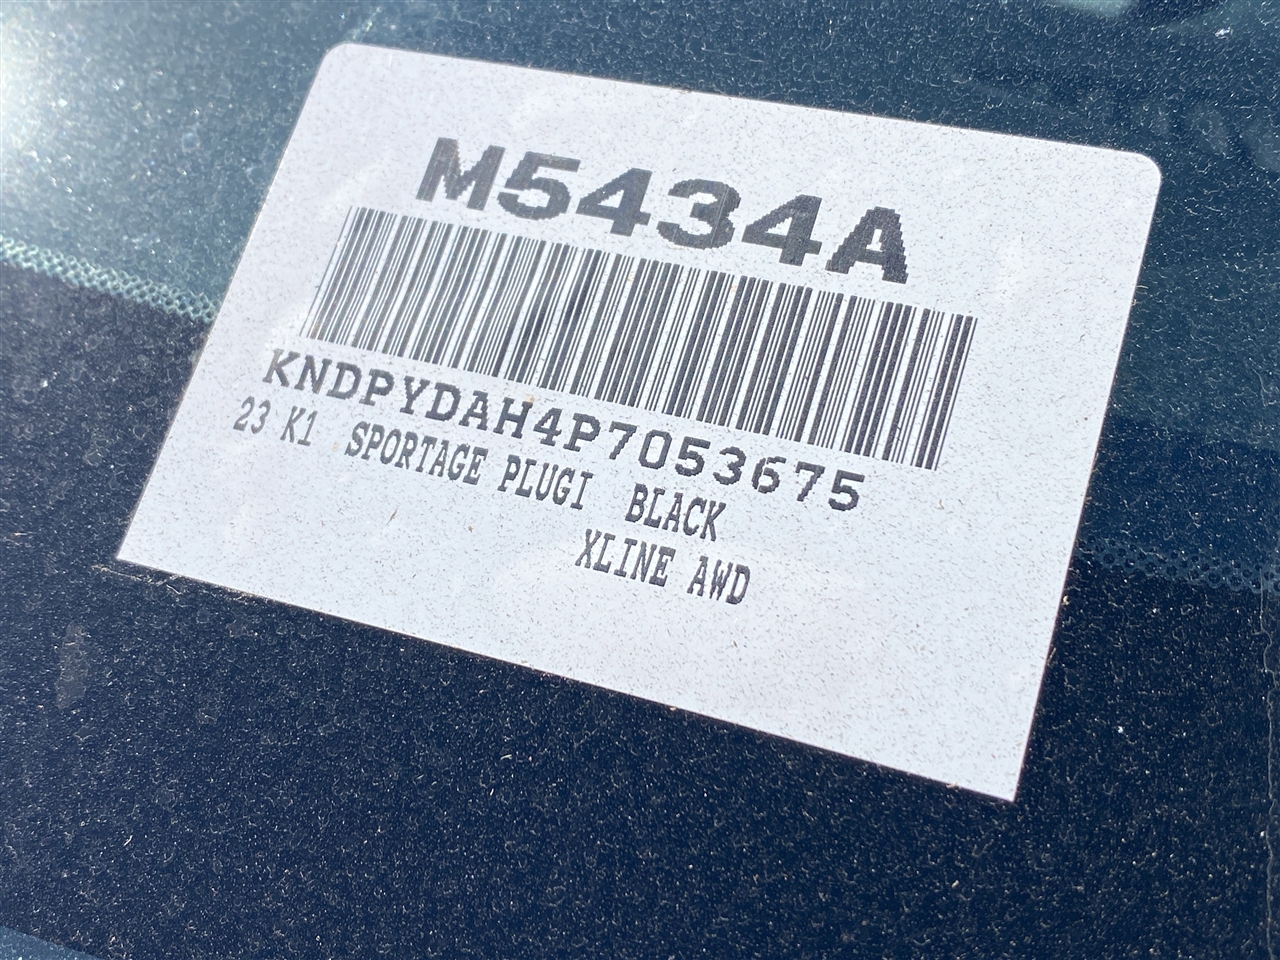 M5434A
KNDPYDAH4P7053675
23 K1 SPORTAGE PLUGI BLACK
XLINE AWD